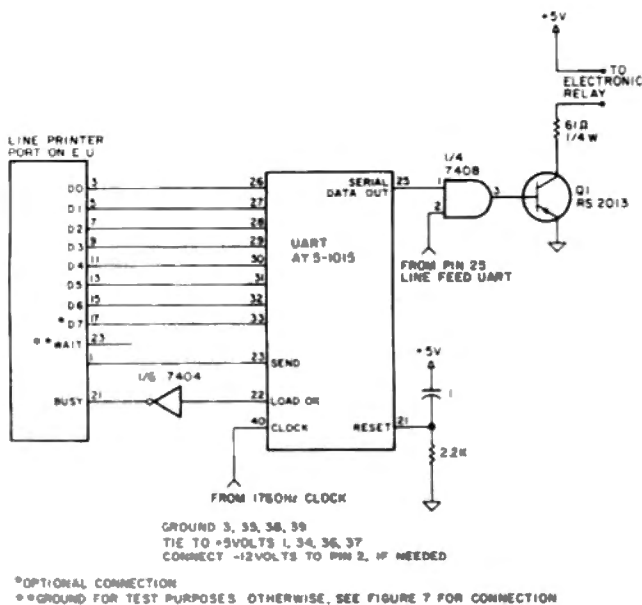 +5V
TO
ELECTRONIC
RELAY
61Ω
1/4 W
LINE PRINTER
PORT ON E U
1/4
7408
Q1
RS 2013
D0 3 26 SERIAL DATA OUT 25 1 3
D1 5 27
D2 7 28 2
D3 9 29 UART
D4 11 30 AY 5-1015
D5 13 31
D6 15 32
*D7 17 33
**WAIT 23
FROM PIN 25
LINE FEED UART
1 23 SEND
+5V
1/6 7404
BUSY 21 22 LOAD OR
1
40 CLOCK RESET 21
2.2K
FROM 1760Hz CLOCK
GROUND 3, 35, 38, 39
TIE TO +5VOLTS 1, 34, 36, 37
CONNECT -12VOLTS TO PIN 2, IF NEEDED
*OPTIONAL CONNECTION
**GROUND FOR TEST PURPOSES OTHERWISE, SEE FIGURE 7 FOR CONNECTION